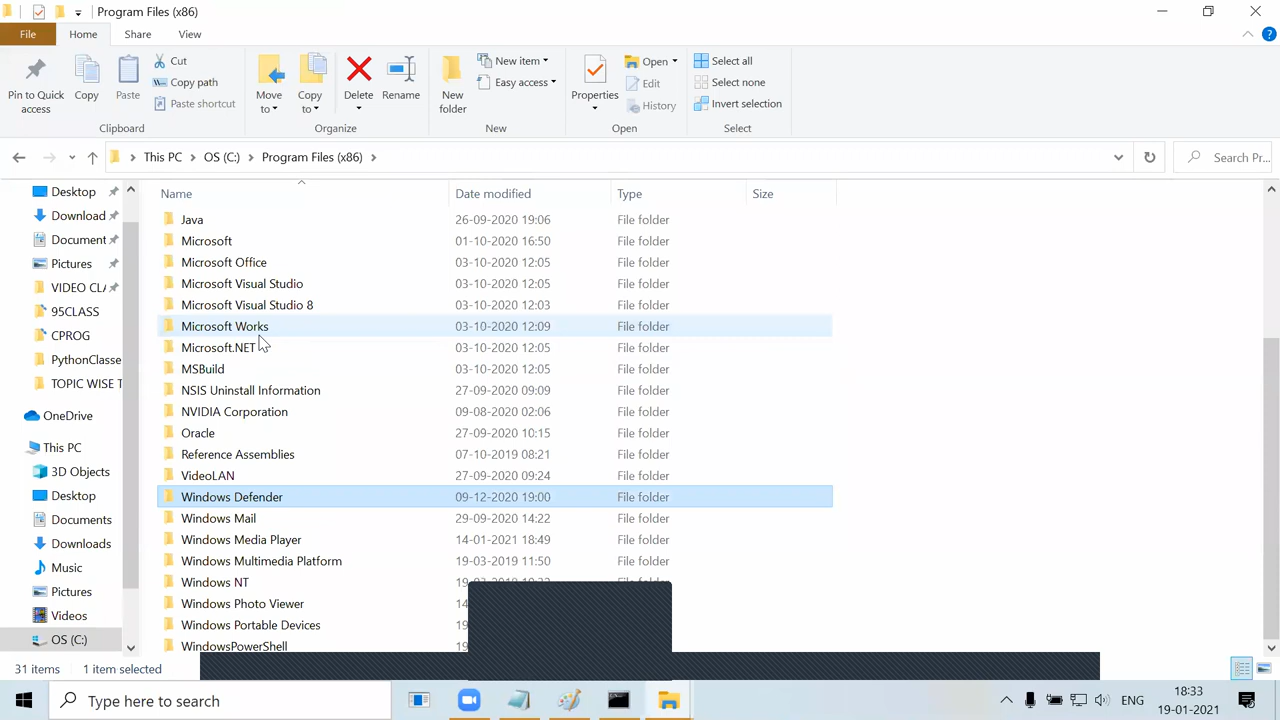 Program Files (x86)
File Home Share View
Pin to Quick access
Copy
Paste
Cut
Copy path
Paste shortcut
Clipboard
Move to
Copy to
Delete
Rename
Organize
New folder
New item
Easy access
New
Properties
Open
Edit
History
Open
Select all
Select none
Invert selection
Select
This PC > OS (C:) > Program Files (x86) >
Search Pr...
Desktop
Download
Document
Pictures
VIDEO CL
95CLASS
CPROG
PythonClasse
TOPIC WISE T
OneDrive
This PC
3D Objects
Desktop
Documents
Downloads
Music
Pictures
Videos
OS (C:)
Name Date modified Type Size
Java 26-09-2020 19:06 File folder
Microsoft 01-10-2020 16:50 File folder
Microsoft Office 03-10-2020 12:05 File folder
Microsoft Visual Studio 03-10-2020 12:05 File folder
Microsoft Visual Studio 8 03-10-2020 12:03 File folder
Microsoft Works 03-10-2020 12:09 File folder
Microsoft.NET 03-10-2020 12:05 File folder
MSBuild 03-10-2020 12:05 File folder
NSIS Uninstall Information 27-09-2020 09:09 File folder
NVIDIA Corporation 09-08-2020 02:06 File folder
Oracle 27-09-2020 10:15 File folder
Reference Assemblies 07-10-2019 08:21 File folder
VideoLAN 27-09-2020 09:24 File folder
Windows Defender 09-12-2020 19:00 File folder
Windows Mail 29-09-2020 14:22 File folder
Windows Media Player 14-01-2021 18:49 File folder
Windows Multimedia Platform 19-03-2019 11:50 File folder
Windows NT File folder
Windows Photo Viewer 14 File folder
Windows Portable Devices 19 File folder
WindowsPowerShell 19 File folder
31 items 1 item selected
Type here to search
ENG
18:33
19-01-2021